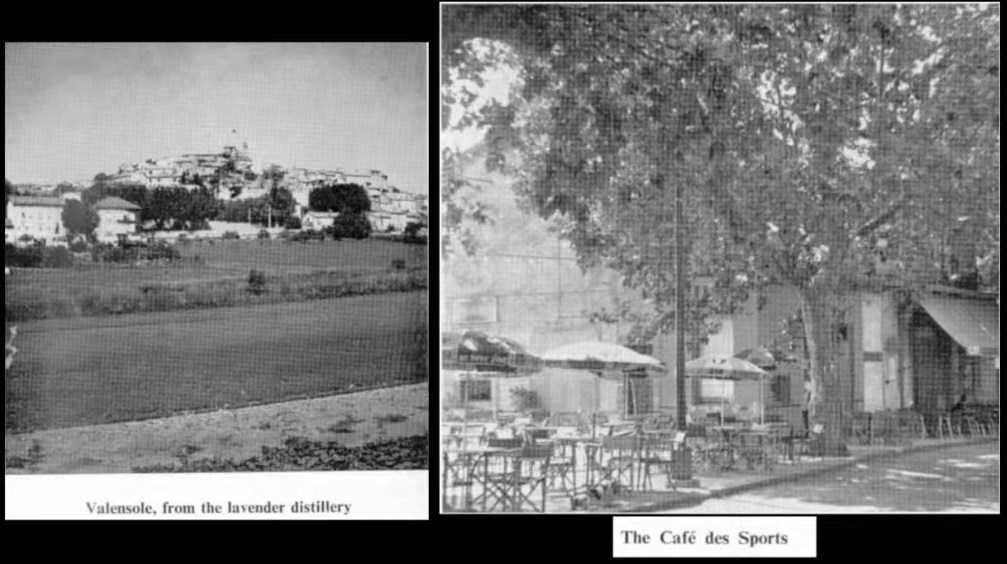 Valensole, from the lavender distillery
The Café des Sports